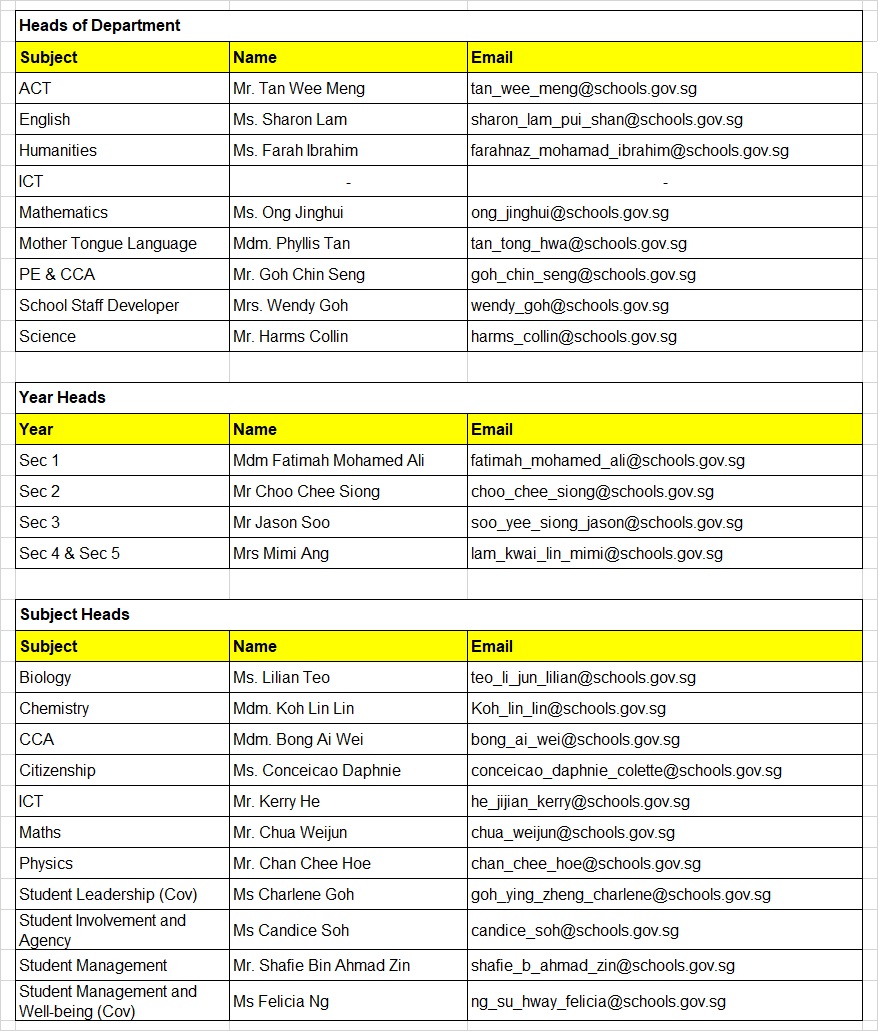 Heads of Department
Subject Name Email
ACT Mr. Tan Wee Meng tan_wee_meng@schools.gov.sg
English Ms. Sharon Lam sharon_lam_pui_shan@schools.gov.sg
Humanities Ms. Farah Ibrahim farahnaz_mohamad_ibrahim@schools.gov.sg
ICT - -
Mathematics Ms. Ong Jinghui ong_jinghui@schools.gov.sg
Mother Tongue Language Mdm. Phyllis Tan tan_tong_hwa@schools.gov.sg
PE & CCA Mr. Goh Chin Seng goh_chin_seng@schools.gov.sg
School Staff Developer Mrs. Wendy Goh wendy_goh@schools.gov.sg
Science Mr. Harms Collin harms_collin@schools.gov.sg
Year Heads
Year Name Email
Sec 1 Mdm Fatimah Mohamed Ali fatimah_mohamed_ali@schools.gov.sg
Sec 2 Mr Choo Chee Siong choo_chee_siong@schools.gov.sg
Sec 3 Mr Jason Soo soo_yee_siong_jason@schools.gov.sg
Sec 4 & Sec 5 Mrs Mimi Ang lam_kwai_lin_mimi@schools.gov.sg
Subject Heads
Subject Name Email
Biology Ms. Lilian Teo teo_li_jun_lilian@schools.gov.sg
Chemistry Mdm. Koh Lin Lin Koh_lin_lin@schools.gov.sg
CCA Mdm. Bong Ai Wei bong_ai_wei@schools.gov.sg
Citizenship Ms. Conceicao Daphnie conceicao_daphnie_colette@schools.gov.sg
ICT Mr. Kerry He he_jijian_kerry@schools.gov.sg
Maths Mr. Chua Weijun chua_weijun@schools.gov.sg
Physics Mr. Chan Chee Hoe chan_chee_hoe@schools.gov.sg
Student Leadership (Cov) Ms Charlene Goh goh_ying_zheng_charlene@schools.gov.sg
Student Involvement and
Agency Ms Candice Soh candice_soh@schools.gov.sg
Student Management Mr. Shafie Bin Ahmad Zin shafie_b_ahmad_zin@schools.gov.sg
Student Management and
Well-being (Cov) Ms Felicia Ng ng_su_hway_felicia@schools.gov.sg